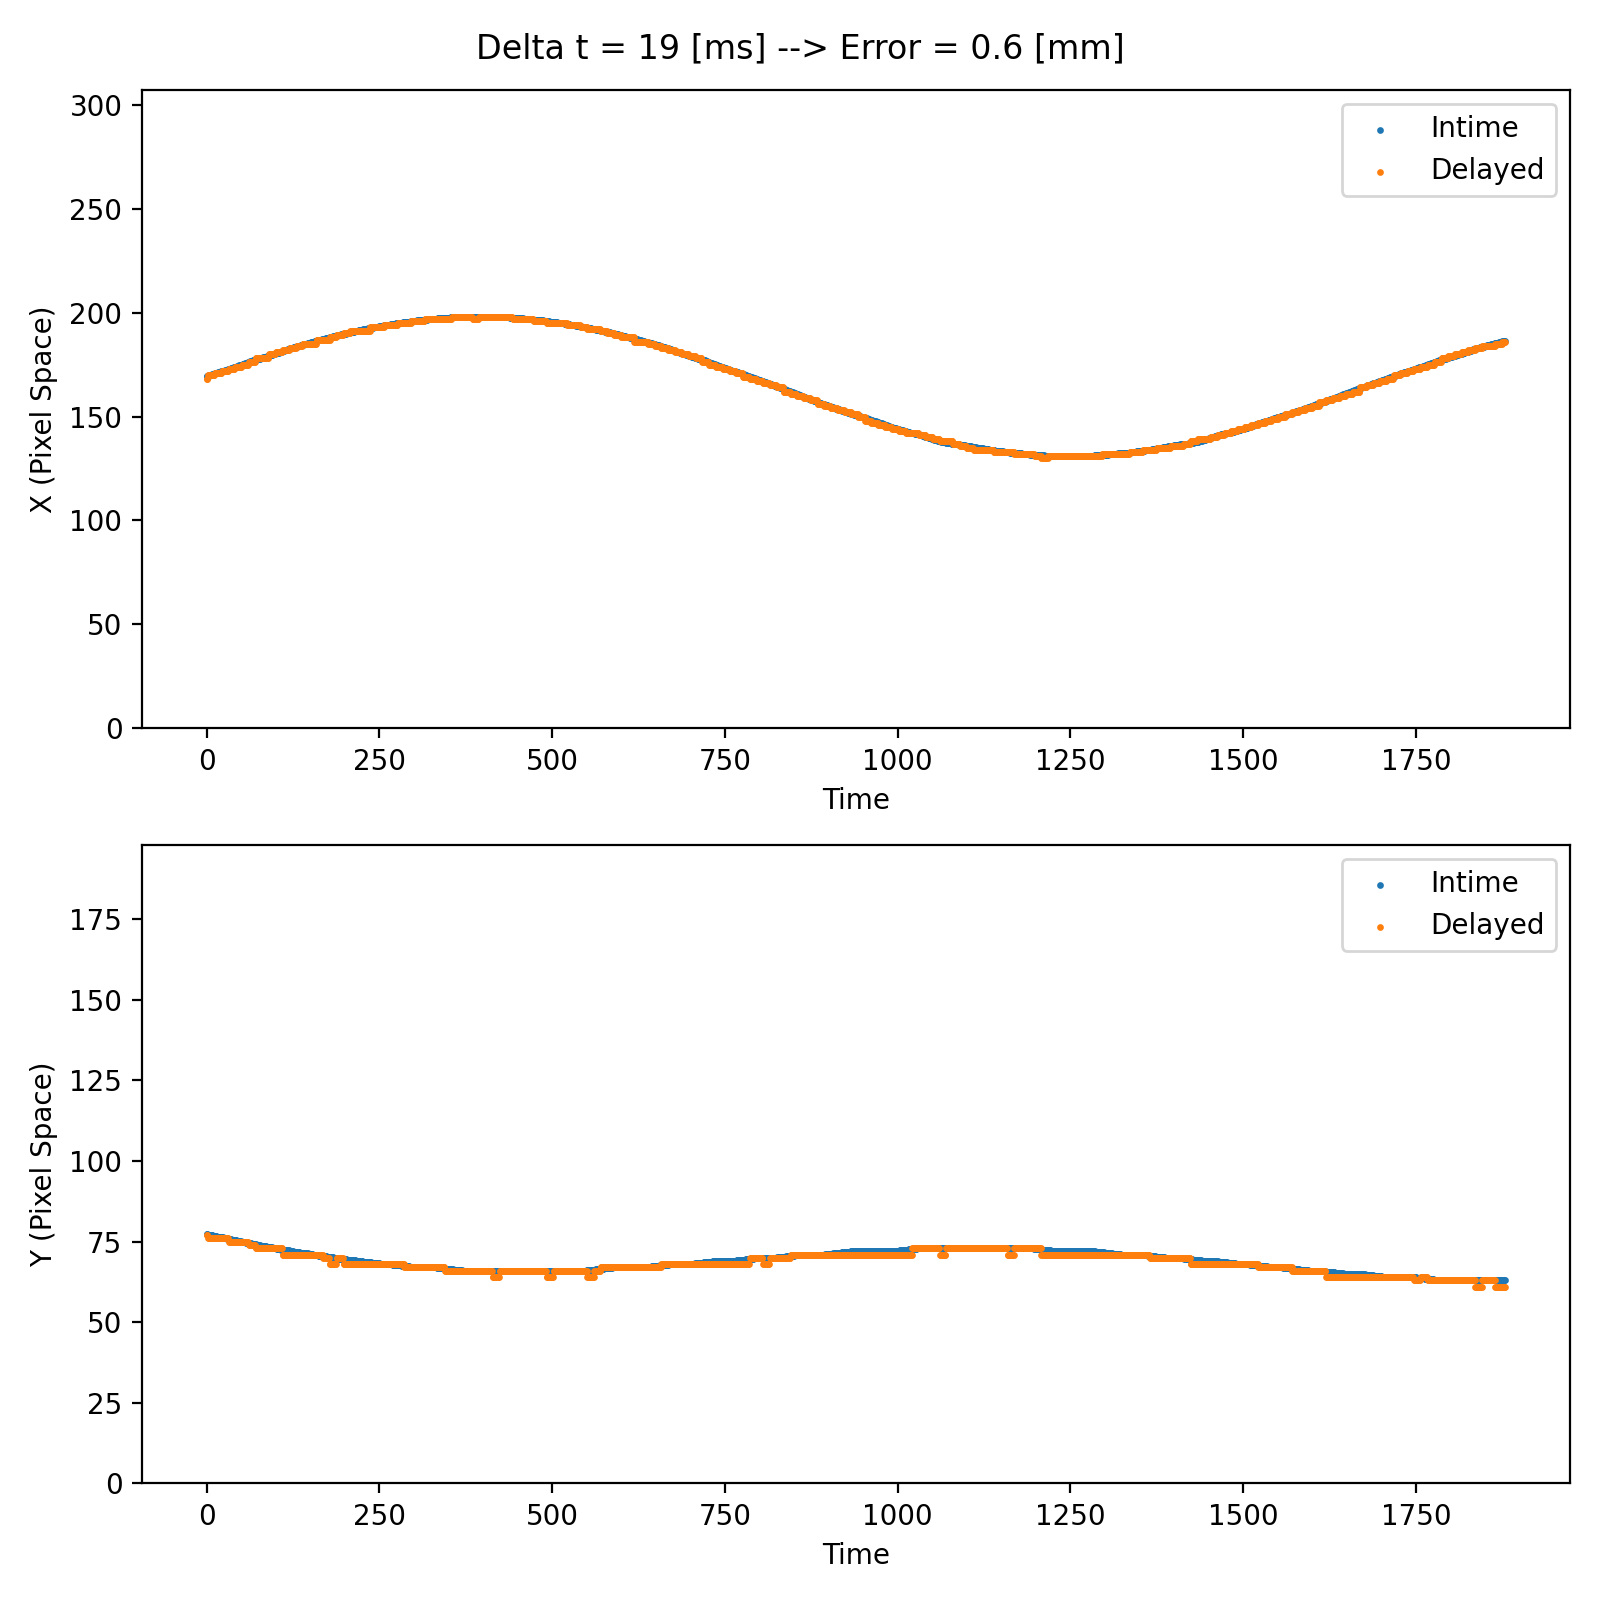 Delta t = 19 [ms] --> Error = 0.6 [mm]
300
250
200
150
100
50
0
X (Pixel Space)
Intime
Delayed
0 250 500 750 1000 1250 1500 1750
Time
175
150
125
100
75
50
25
0
Y (Pixel Space)
Intime
Delayed
0 250 500 750 1000 1250 1500 1750
Time